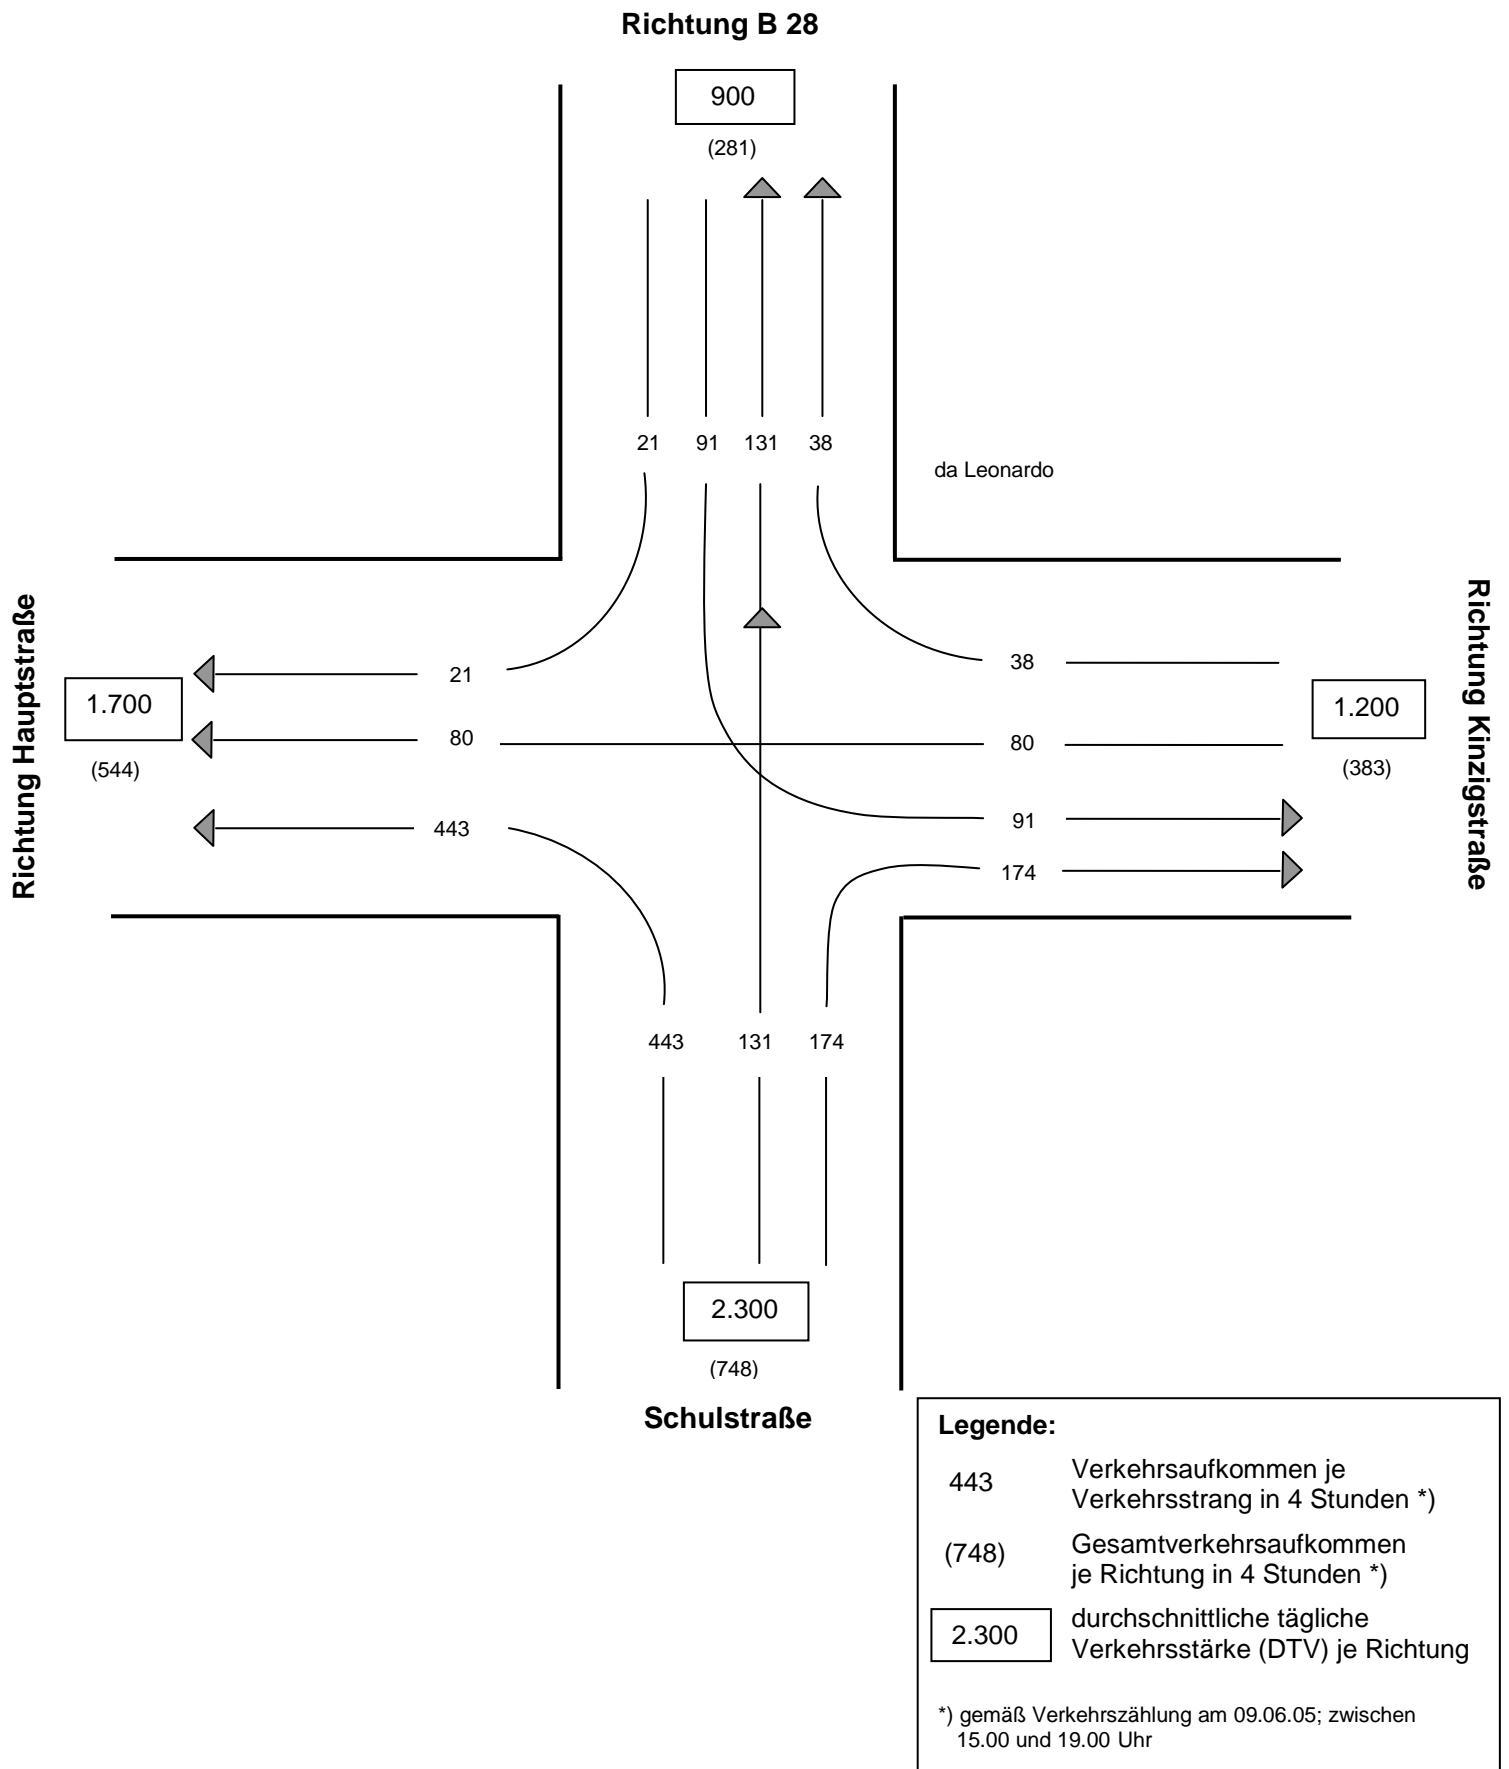 Richtung B 28
900
(281)
21 91 131 38
da Leonardo
Richtung Hauptstraße
Richtung Kinzigstraße
21
38
1.700
1.200
80
80
(544)
(383)
443
91
174
443 131 174
2.300
(748)
Schulstraße
Legende:
443 Verkehrsaufkommen je
Verkehrsstrang in 4 Stunden *)
(748) Gesamtverkehrsaufkommen
je Richtung in 4 Stunden *)
2.300 durchschnittliche tägliche
Verkehrsstärke (DTV) je Richtung
*) gemäß Verkehrszählung am 09.06.05; zwischen
15.00 und 19.00 Uhr